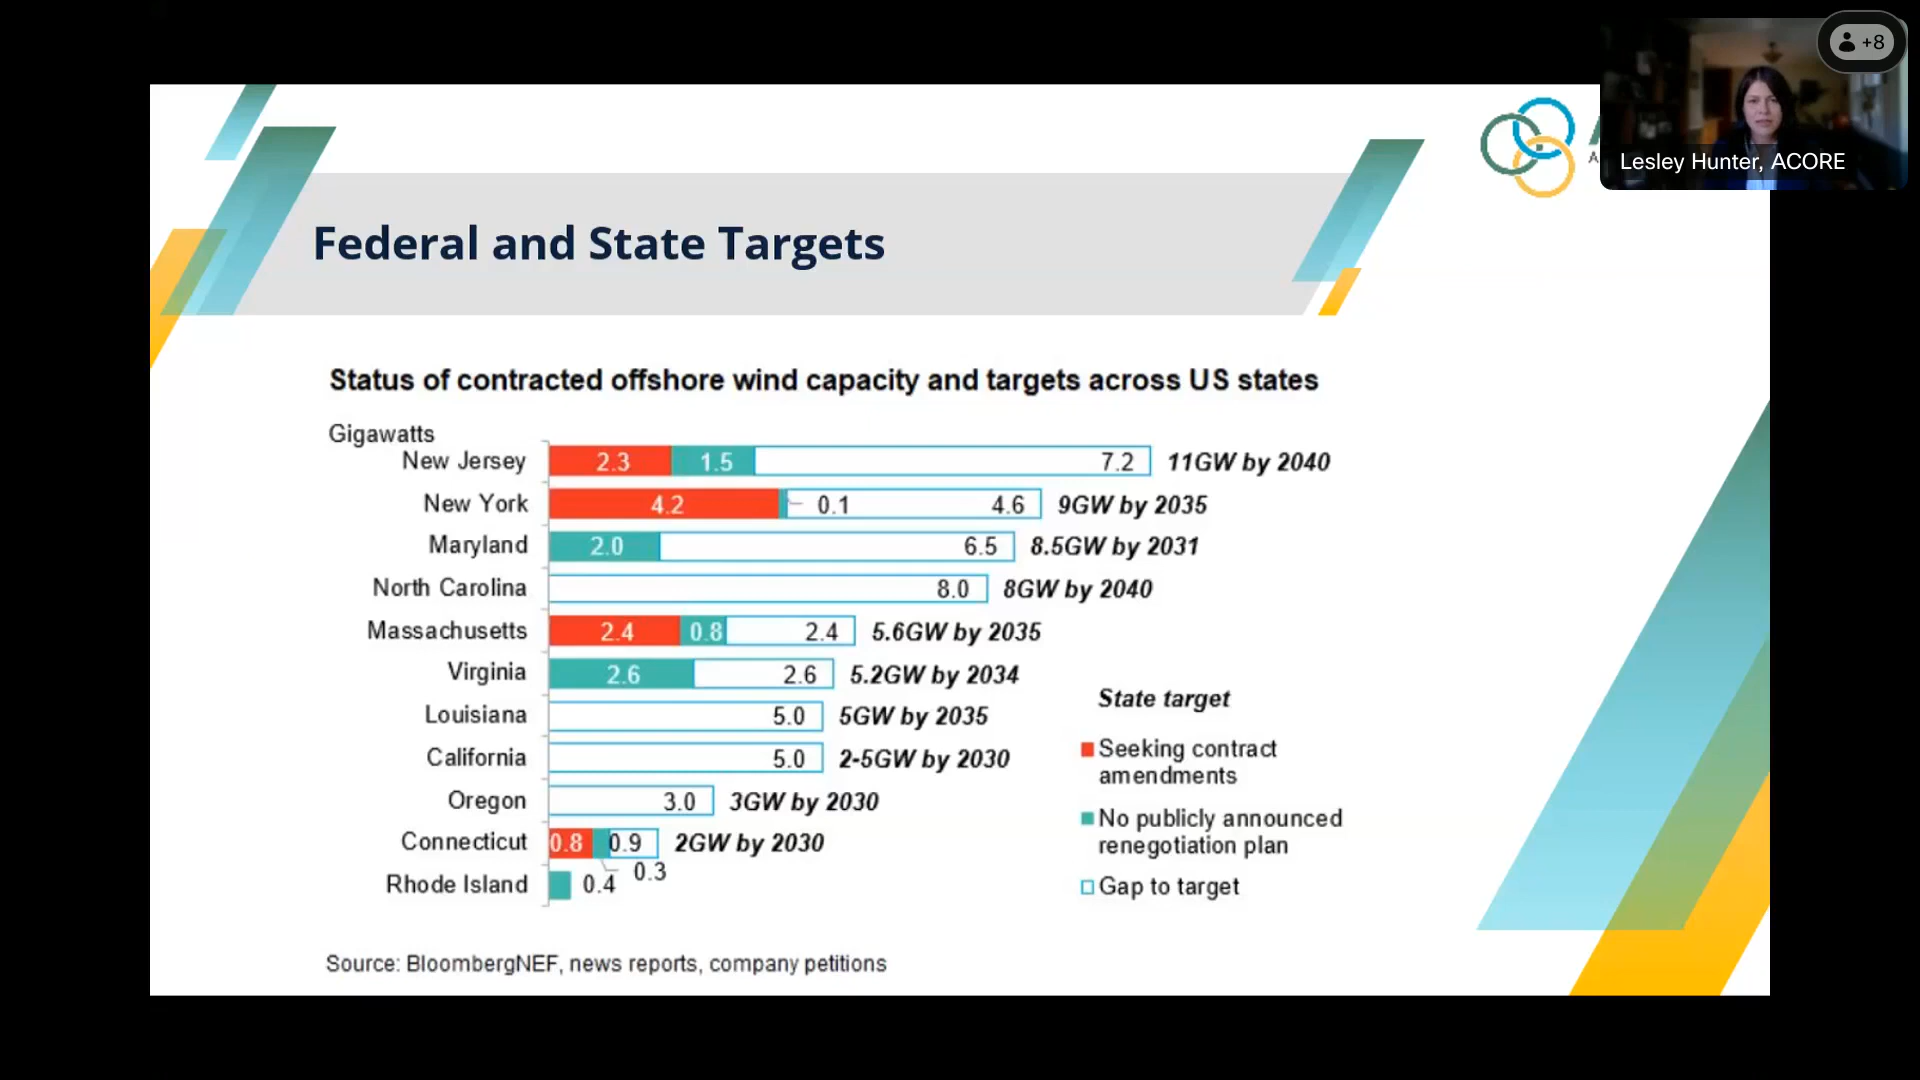 +8
Lesley Hunter, ACORE
Federal and State Targets
Status of contracted offshore wind capacity and targets across US states
Gigawatts
New Jersey 2.3 1.5 7.2 11GW by 2040
New York 4.2 0.1 4.6 9GW by 2035
Maryland 2.0 6.5 8.5GW by 2031
North Carolina 8.0 8GW by 2040
Massachusetts 2.4 0.8 2.4 5.6GW by 2035
Virginia 2.6 2.6 5.2GW by 2034
Louisiana 5.0 5GW by 2035
California 5.0 2-5GW by 2030
Oregon 3.0 3GW by 2030
Connecticut 0.8 0.9 2GW by 2030
0.3
Rhode Island 0.4
State target
Seeking contract
amendments
No publicly announced
renegotiation plan
Gap to target
Source: BloombergNEF, news reports, company petitions